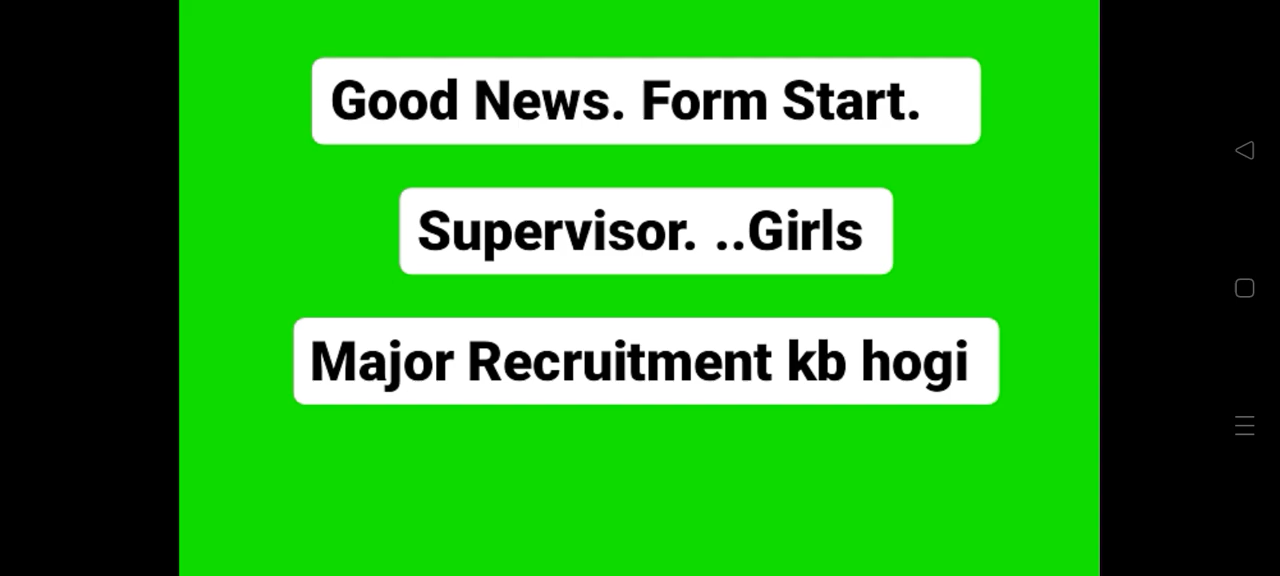 Good News. Form Start.
Supervisor. ..Girls
Major Recruitment kb hogi